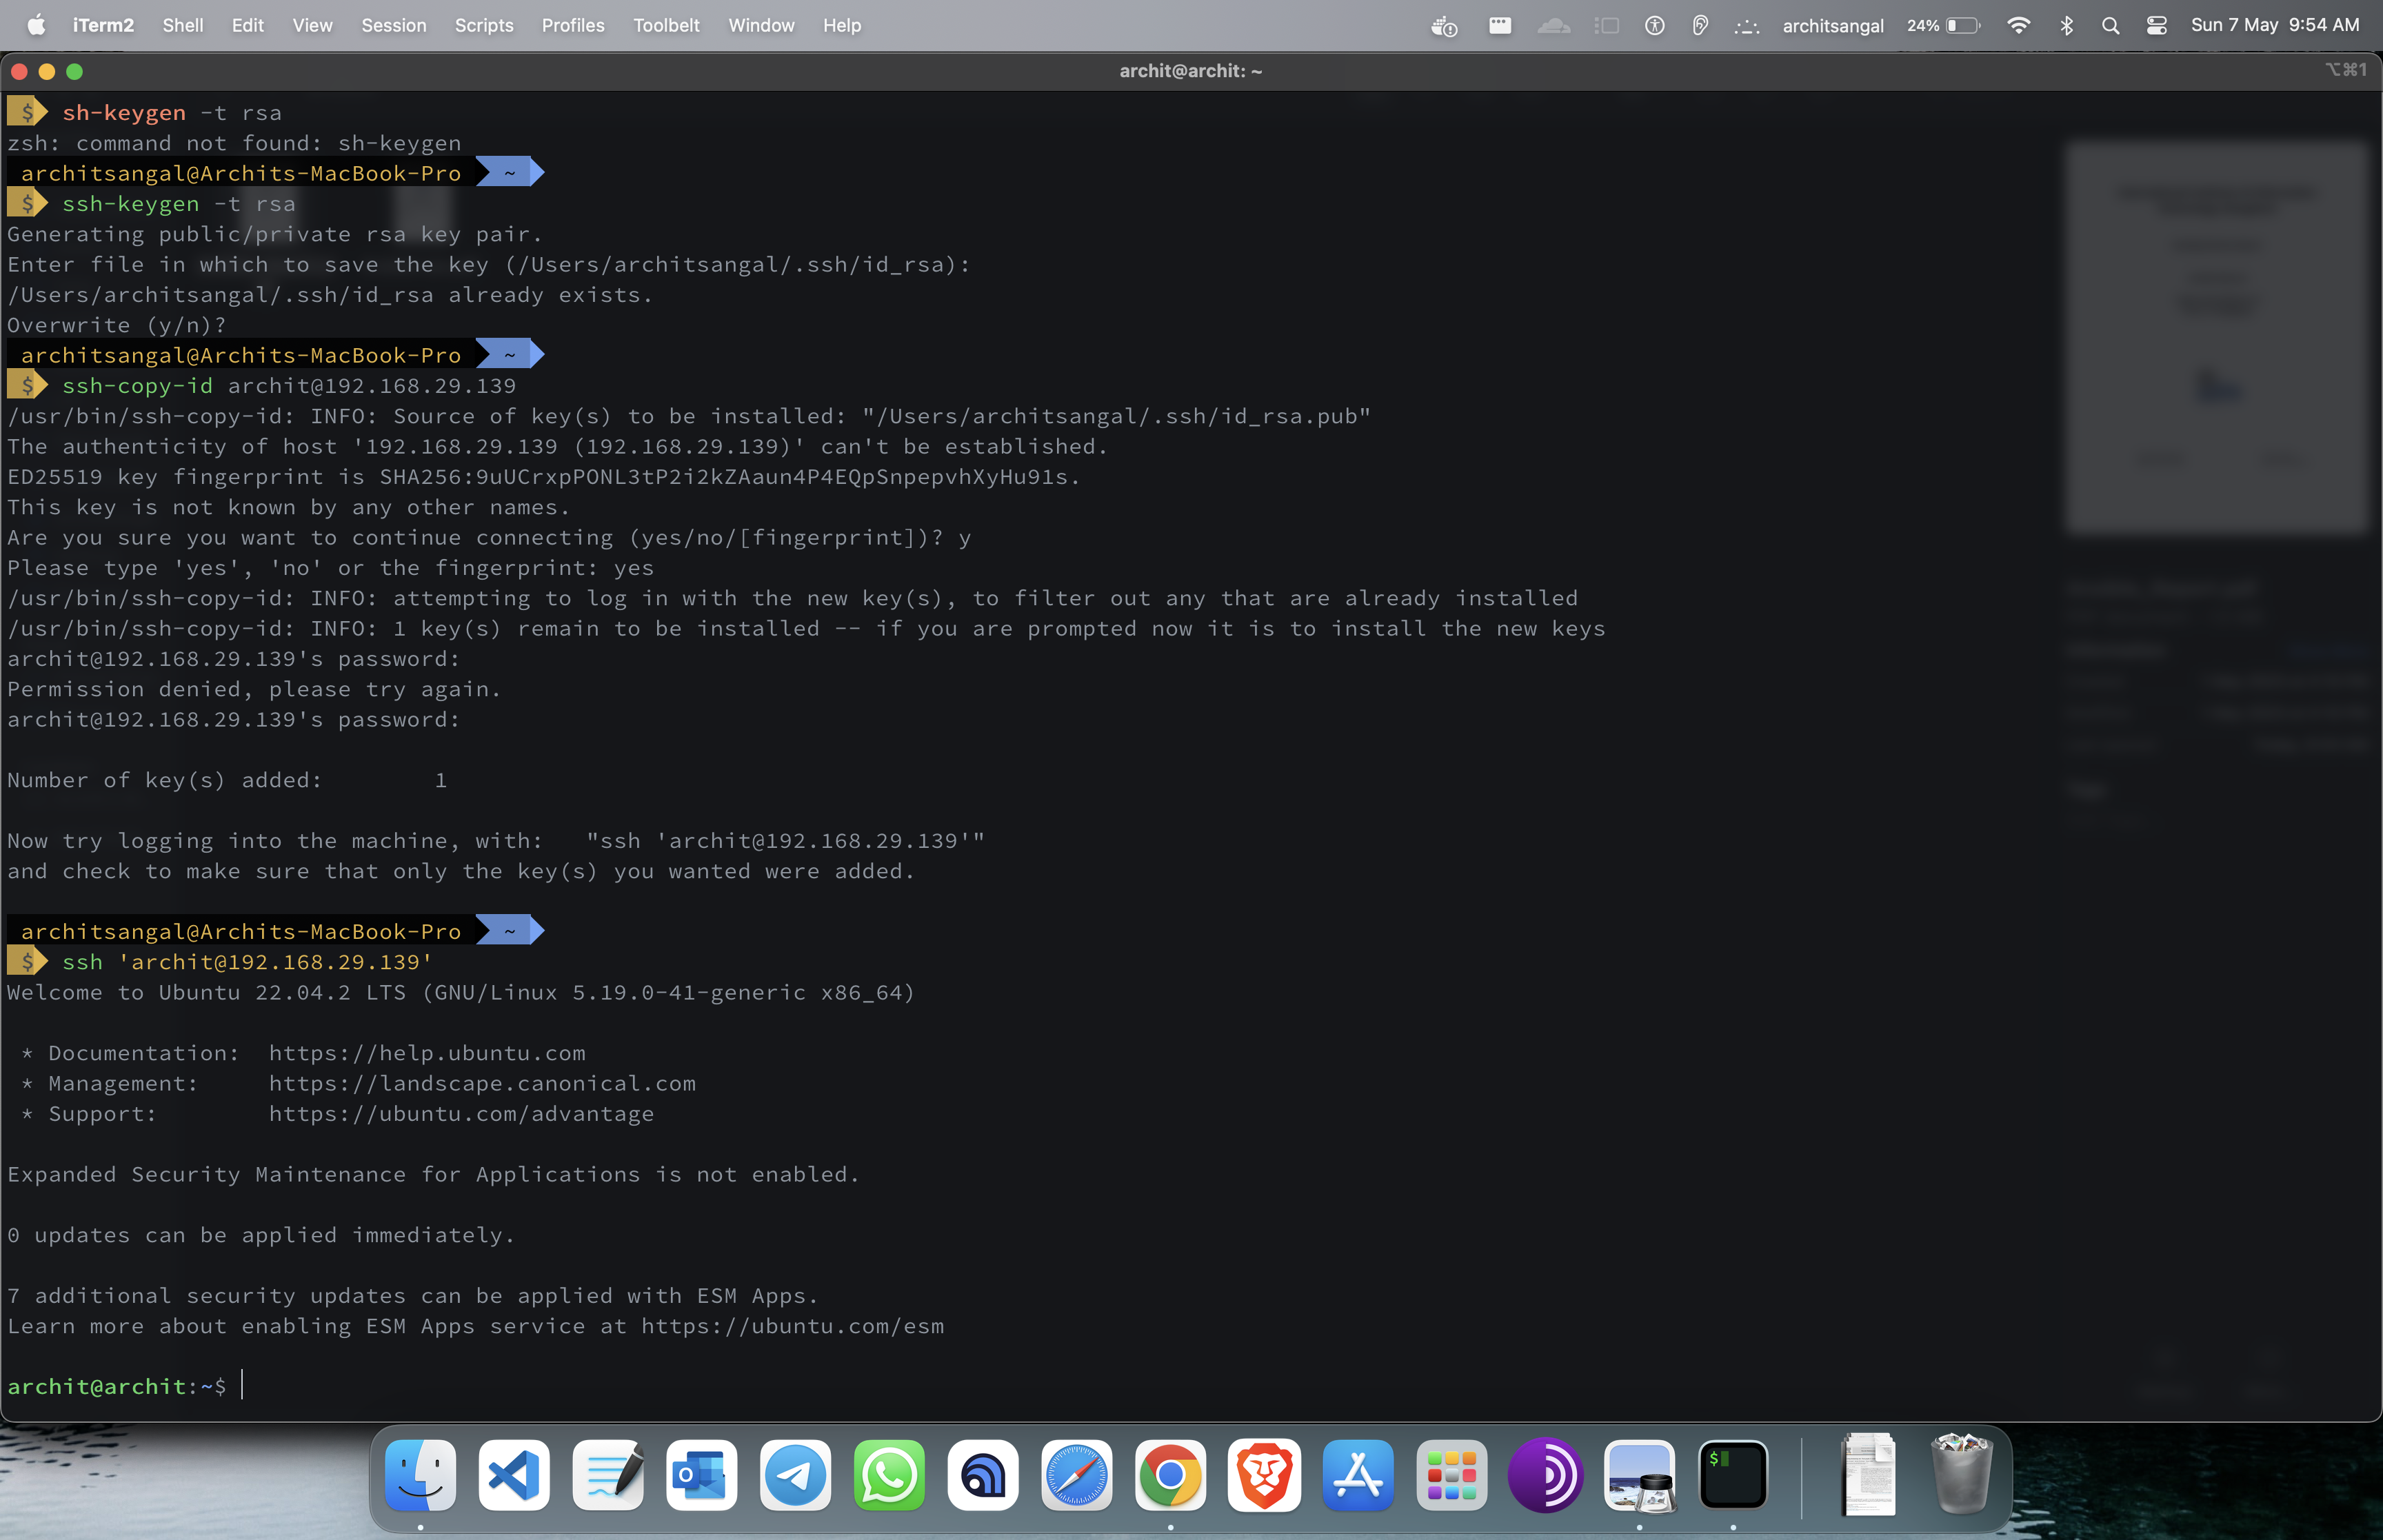 iTerm2 Shell Edit View Session Scripts Profiles Toolbelt Window Help architsangal 24% Sun 7 May 9:54 AM
archit@archit: ~ ⌥⌘1
$ sh-keygen -t rsa
zsh: command not found: sh-keygen
architsangal@Archits-MacBook-Pro ~
$ ssh-keygen -t rsa
Generating public/private rsa key pair.
Enter file in which to save the key (/Users/architsangal/.ssh/id_rsa):
/Users/architsangal/.ssh/id_rsa already exists.
Overwrite (y/n)?
architsangal@Archits-MacBook-Pro ~
$ ssh-copy-id archit@192.168.29.139
/usr/bin/ssh-copy-id: INFO: Source of key(s) to be installed: "/Users/architsangal/.ssh/id_rsa.pub"
The authenticity of host '192.168.29.139 (192.168.29.139)' can't be established.
ED25519 key fingerprint is SHA256:9uUCrxpPONL3tP2i2kZAaun4P4EQpSnpepvhXyHu91s.
This key is not known by any other names.
Are you sure you want to continue connecting (yes/no/[fingerprint])? y
Please type 'yes', 'no' or the fingerprint: yes
/usr/bin/ssh-copy-id: INFO: attempting to log in with the new key(s), to filter out any that are already installed
/usr/bin/ssh-copy-id: INFO: 1 key(s) remain to be installed -- if you are prompted now it is to install the new keys
archit@192.168.29.139's password:
Permission denied, please try again.
archit@192.168.29.139's password:
Number of key(s) added: 1
Now try logging into the machine, with: "ssh 'archit@192.168.29.139'"
and check to make sure that only the key(s) you wanted were added.
architsangal@Archits-MacBook-Pro ~
$ ssh 'archit@192.168.29.139'
Welcome to Ubuntu 22.04.2 LTS (GNU/Linux 5.19.0-41-generic x86_64)
* Documentation: https://help.ubuntu.com
* Management: https://landscape.canonical.com
* Support: https://ubuntu.com/advantage
Expanded Security Maintenance for Applications is not enabled.
0 updates can be applied immediately.
7 additional security updates can be applied with ESM Apps.
Learn more about enabling ESM Apps service at https://ubuntu.com/esm
archit@archit:~$